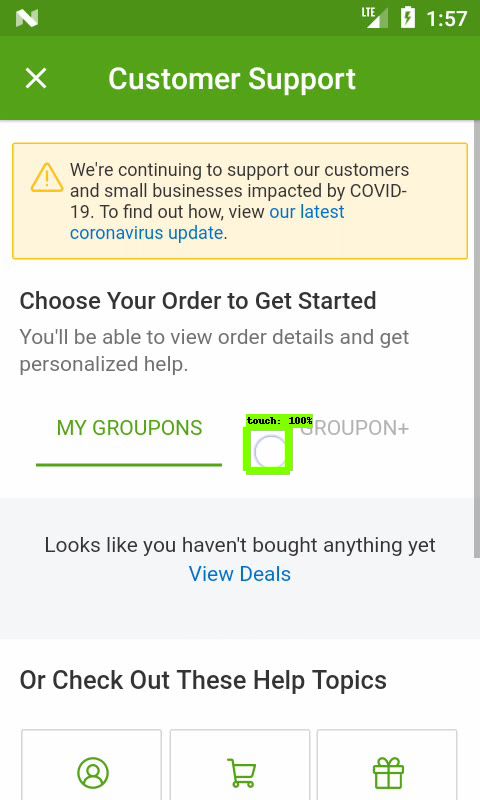 LTE 1:57
Customer Support
We're continuing to support our customers
and small businesses impacted by COVID-
19. To find out how, view our latest
coronavirus update.
Choose Your Order to Get Started
You'll be able to view order details and get
personalized help.
touch: 100%
MY GROUPONS GROUPON+
Looks like you haven't bought anything yet
View Deals
Or Check Out These Help Topics